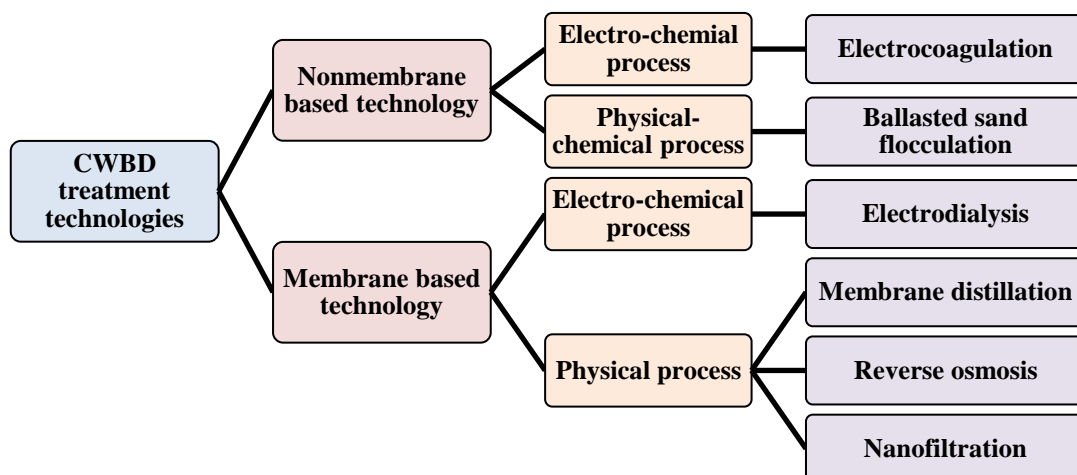 CWBD
treatment
technologies
Nonmembrane
based technology
Membrane based
technology
Electro-chemial
process
Physical-
chemical process
Electro-chemical
process
Physical process
Electrocoagulation
Ballasted sand
flocculation
Electrodialysis
Membrane distillation
Reverse osmosis
Nanofiltration